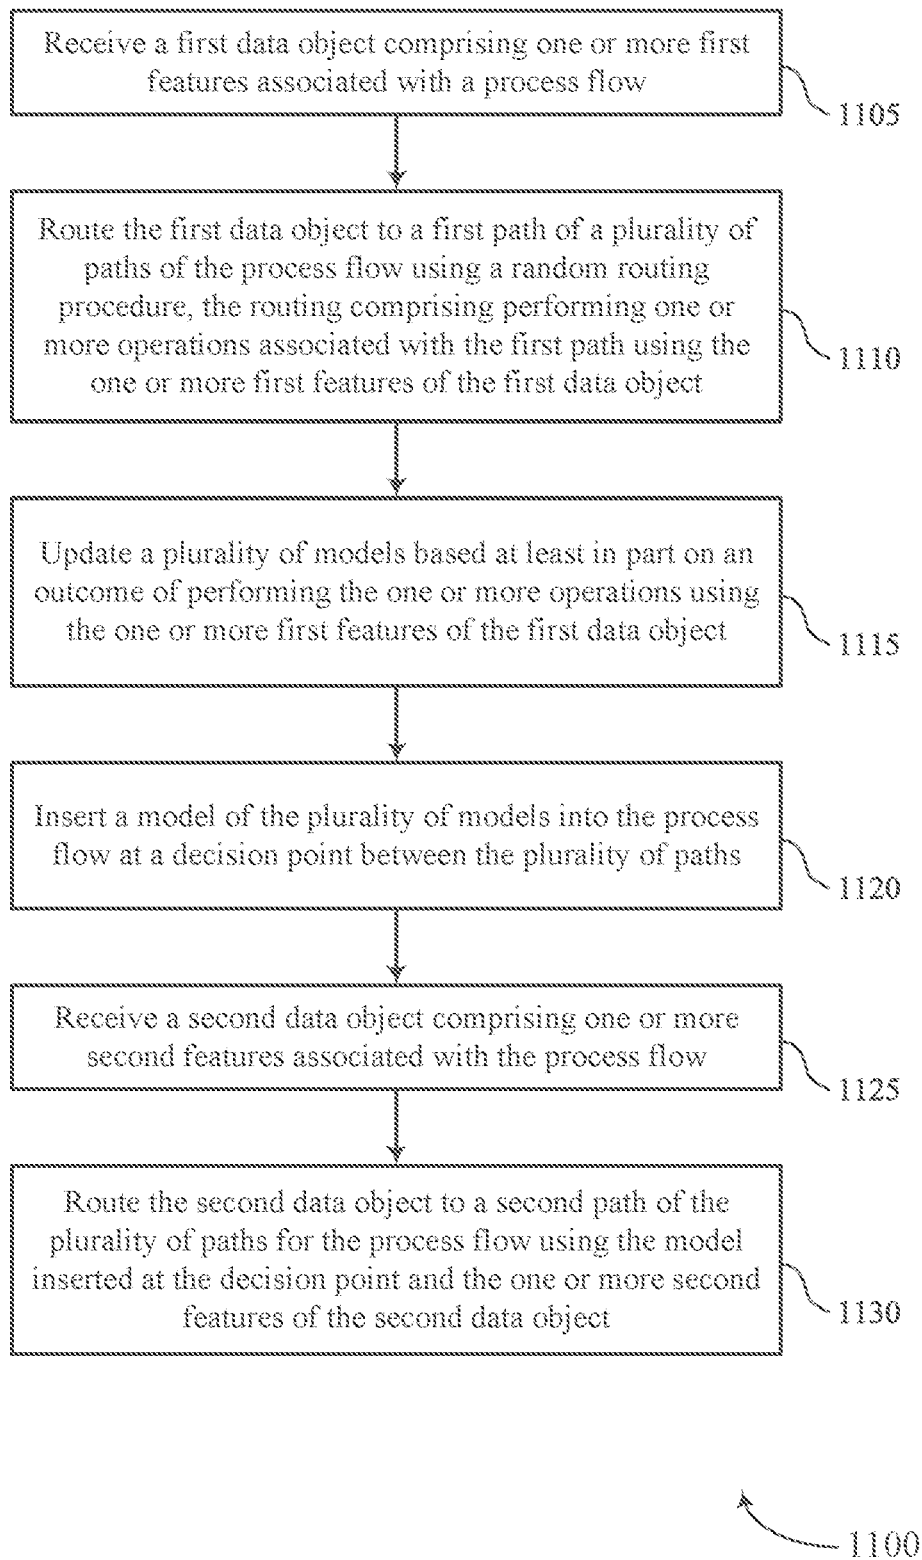 Receive a first data object comprising one or more first
features associated with a process flow
1105
Route the first data object to a first path of a plurality of
paths of the process flow using a random routing
procedure, the routing comprising performing one or
more operations associated with the first path using the
one or more first features of the first data object
1110
Update a plurality of models based at least in part on an
outcome of performing the one or more operations using
the one or more first features of the first data object
1115
Insert a model of the plurality of models into the process
flow at a decision point between the plurality of paths
1120
Receive a second data object comprising one or more
second features associated with the process flow
1125
Route the second data object to a second path of the
plurality of paths for the process flow using the model
inserted at the decision point and the one or more second
features of the second data object
1130
1100